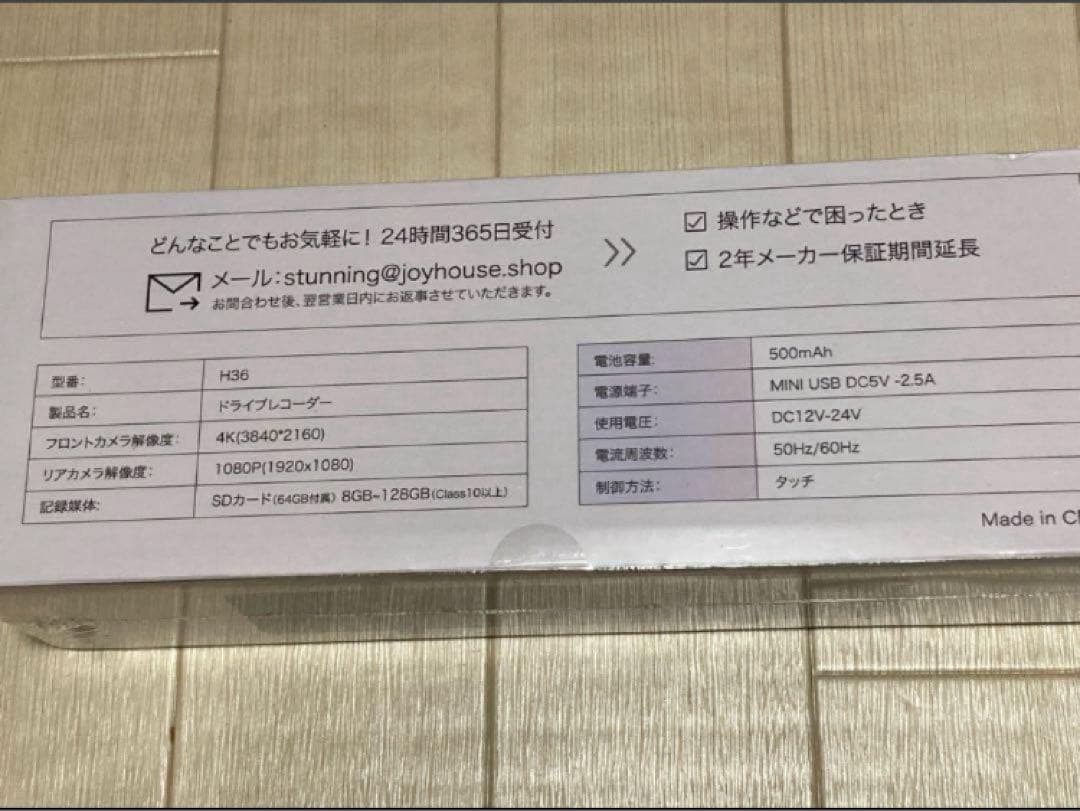 どんなことでもお気軽に！24時間365日受付
メール：stunning@joyhouse.shop
お問合わせ後、翌営業日内にお返事させていただきます。
操作などで困ったとき
2年メーカー保証期間延長
型番: H36
製品名: ドライブレコーダー
フロントカメラ解像度: 4K(3840*2160)
リアカメラ解像度: 1080P(1920x1080)
記録媒体: SDカード(64GB付属) 8GB~128GB(Class10以上)
電池容量: 500mAh
電源端子: MINI USB DC5V -2.5A
使用電圧: DC12V-24V
電流周波数: 50Hz/60Hz
制御方法: タッチ
Made in